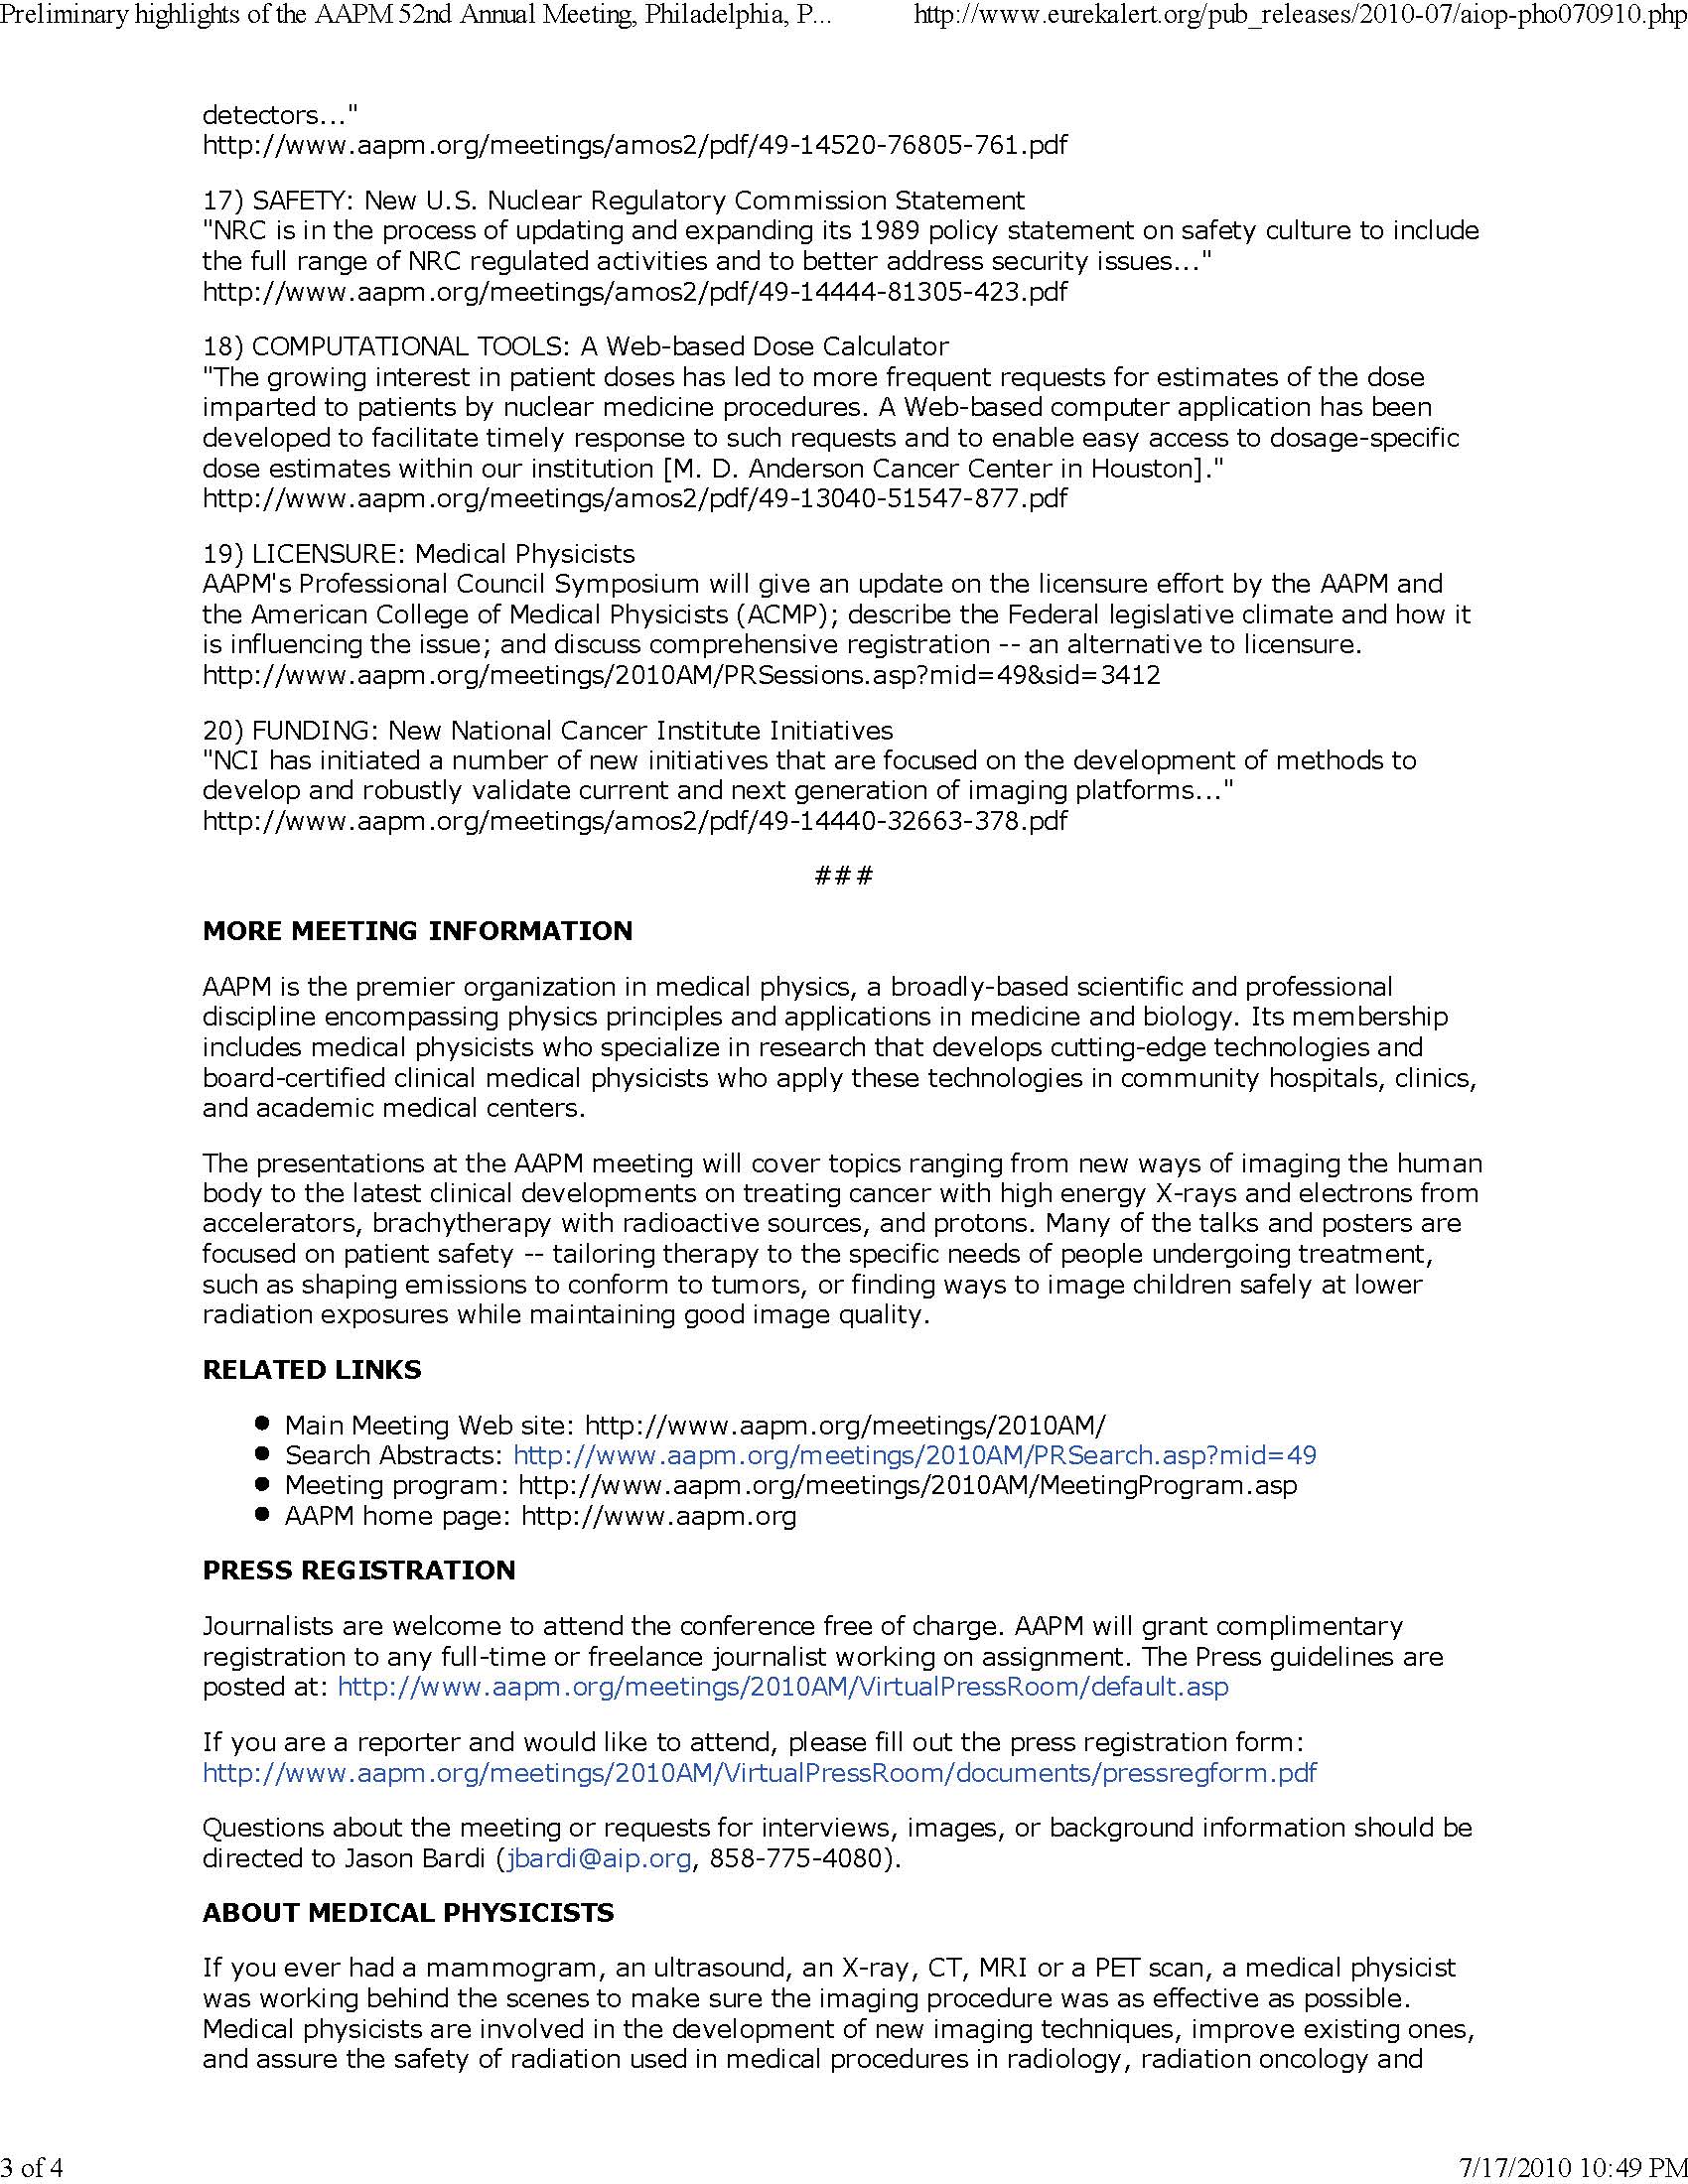 Preliminary highlights of the AAPM 52nd Annual Meeting, Philadelphia, P... http://www.eurekalert.org/pub_releases/2010-07/aiop-pho070910.php
detectors..."
http://www.aapm.org/meetings/amos2/pdf/49-14520-76805-761.pdf
17) SAFETY: New U.S. Nuclear Regulatory Commission Statement
"NRC is in the process of updating and expanding its 1989 policy statement on safety culture to include
the full range of NRC regulated activities and to better address security issues..."
http://www.aapm.org/meetings/amos2/pdf/49-14444-81305-423.pdf
18) COMPUTATIONAL TOOLS: A Web-based Dose Calculator
"The growing interest in patient doses has led to more frequent requests for estimates of the dose
imparted to patients by nuclear medicine procedures. A Web-based computer application has been
developed to facilitate timely response to such requests and to enable easy access to dosage-specific
dose estimates within our institution [M. D. Anderson Cancer Center in Houston]."
http://www.aapm.org/meetings/amos2/pdf/49-13040-51547-877.pdf
19) LICENSURE: Medical Physicists
AAPM's Professional Council Symposium will give an update on the licensure effort by the AAPM and
the American College of Medical Physicists (ACMP); describe the Federal legislative climate and how it
is influencing the issue; and discuss comprehensive registration -- an alternative to licensure.
http://www.aapm.org/meetings/2010AM/PRSessions.asp?mid=49&sid=3412
20) FUNDING: New National Cancer Institute Initiatives
"NCI has initiated a number of new initiatives that are focused on the development of methods to
develop and robustly validate current and next generation of imaging platforms..."
http://www.aapm.org/meetings/amos2/pdf/49-14440-32663-378.pdf
###
MORE MEETING INFORMATION
AAPM is the premier organization in medical physics, a broadly-based scientific and professional
discipline encompassing physics principles and applications in medicine and biology. Its membership
includes medical physicists who specialize in research that develops cutting-edge technologies and
board-certified clinical medical physicists who apply these technologies in community hospitals, clinics,
and academic medical centers.
The presentations at the AAPM meeting will cover topics ranging from new ways of imaging the human
body to the latest clinical developments on treating cancer with high energy X-rays and electrons from
accelerators, brachytherapy with radioactive sources, and protons. Many of the talks and posters are
focused on patient safety -- tailoring therapy to the specific needs of people undergoing treatment,
such as shaping emissions to conform to tumors, or finding ways to image children safely at lower
radiation exposures while maintaining good image quality.
RELATED LINKS
● Main Meeting Web site: http://www.aapm.org/meetings/2010AM/
● Search Abstracts: http://www.aapm.org/meetings/2010AM/PRSearch.asp?mid=49
● Meeting program: http://www.aapm.org/meetings/2010AM/MeetingProgram.asp
● AAPM home page: http://www.aapm.org
PRESS REGISTRATION
Journalists are welcome to attend the conference free of charge. AAPM will grant complimentary
registration to any full-time or freelance journalist working on assignment. The Press guidelines are
posted at: http://www.aapm.org/meetings/2010AM/VirtualPressRoom/default.asp
If you are a reporter and would like to attend, please fill out the press registration form:
http://www.aapm.org/meetings/2010AM/VirtualPressRoom/documents/pressregform.pdf
Questions about the meeting or requests for interviews, images, or background information should be
directed to Jason Bardi (jbardi@aip.org, 858-775-4080).
ABOUT MEDICAL PHYSICISTS
If you ever had a mammogram, an ultrasound, an X-ray, CT, MRI or a PET scan, a medical physicist
was working behind the scenes to make sure the imaging procedure was as effective as possible.
Medical physicists are involved in the development of new imaging techniques, improve existing ones,
and assure the safety of radiation used in medical procedures in radiology, radiation oncology and
3 of 4 7/17/2010 10:49 PM